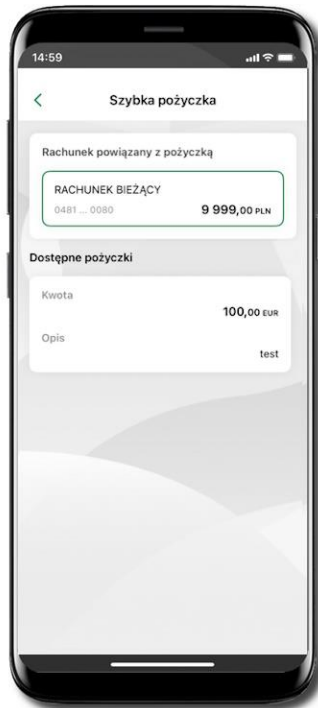 14:59
Szybka pożyczka
Rachunek powiązany z pożyczką
RACHUNEK BIEŻĄCY
0481 ... 0080 9 999,00 PLN
Dostępne pożyczki
Kwota
100,00 EUR
Opis
test